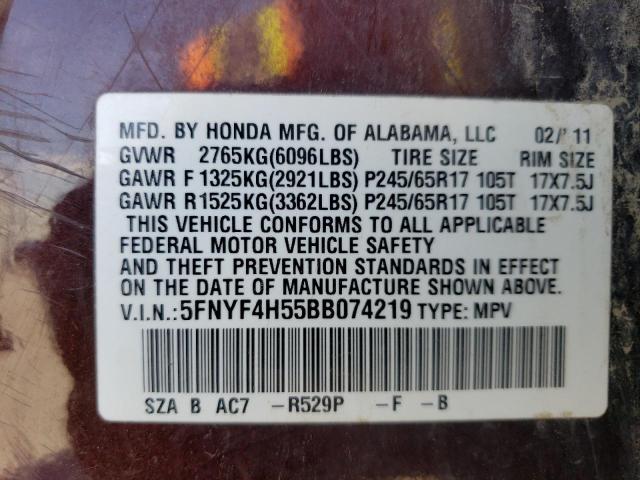 MFD. BY HONDA MFG. OF ALABAMA, LLC 02/'11
GVWR 2765KG(6096LBS) TIRE SIZE RIM SIZE
GAWR F 1325KG(2921LBS) P245/65R17 105T 17X7.5J
GAWR R1525KG(3362LBS) P245/65R17 105T 17X7.5J
THIS VEHICLE CONFORMS TO ALL APPLICABLE
FEDERAL MOTOR VEHICLE SAFETY
AND THEFT PREVENTION STANDARDS IN EFFECT
ON THE DATE OF MANUFACTURE SHOWN ABOVE.
V.I.N.: 5FNYF4H55BB074219 TYPE: MPV
SZA B AC7 -R529P -F -B